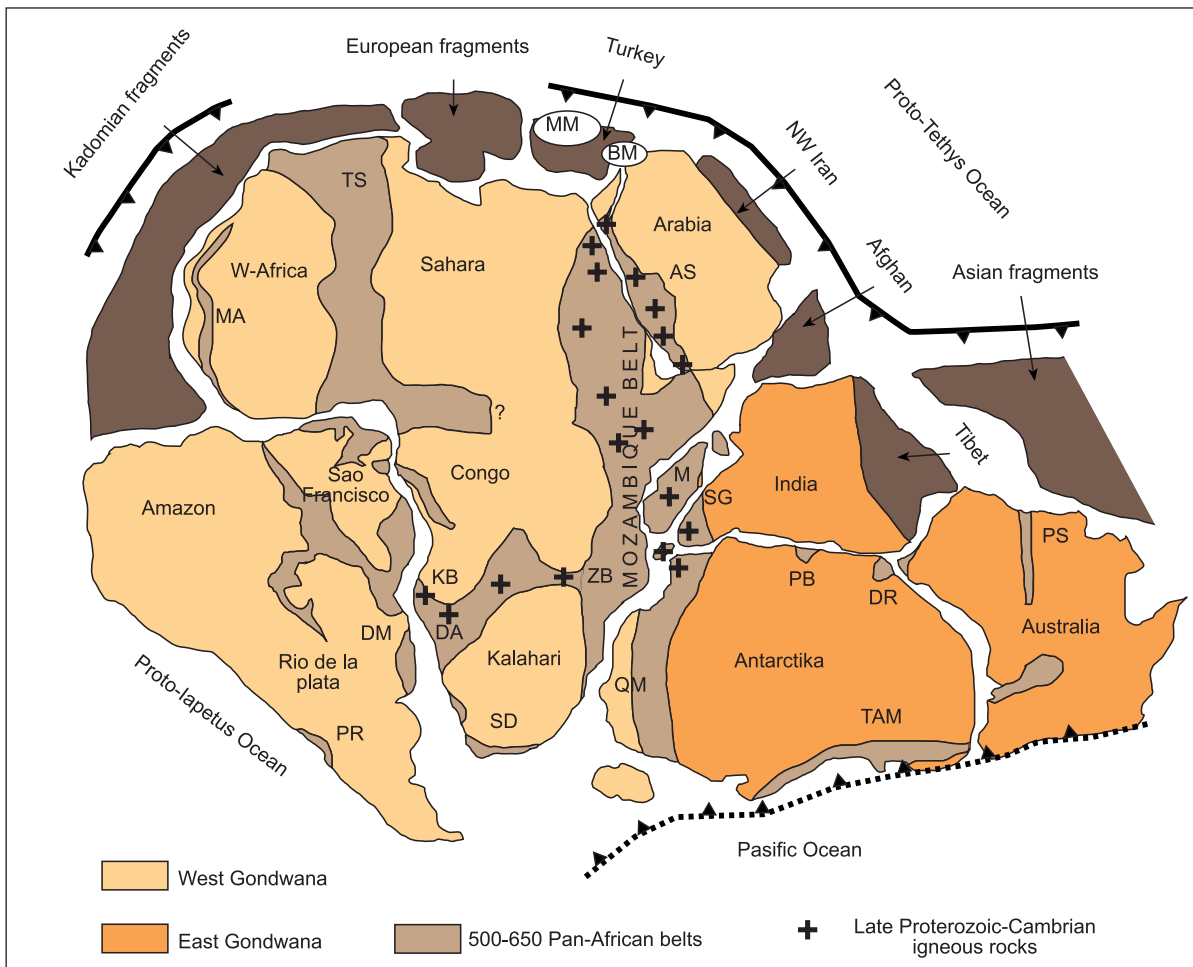 European fragments
Turkey
Kadomian fragments
MM
BM
Proto-Tethys Ocean
NW Iran
TS
Arabia
W-Africa
Sahara
AS
Afghan
Asian fragments
MA
MOZAMBIQUE BELT
?
Tibet
Sao
Francisco
Congo
M
India
SG
Amazon
PS
KB
ZB
PB
DR
DM
DA
Australia
Rio de la
plata
Kalahari
QM
Antarctika
Proto-Iapetus Ocean
PR
SD
TAM
Pasific Ocean
West Gondwana
East Gondwana
500-650 Pan-African belts
Late Proterozoic-Cambrian
igneous rocks